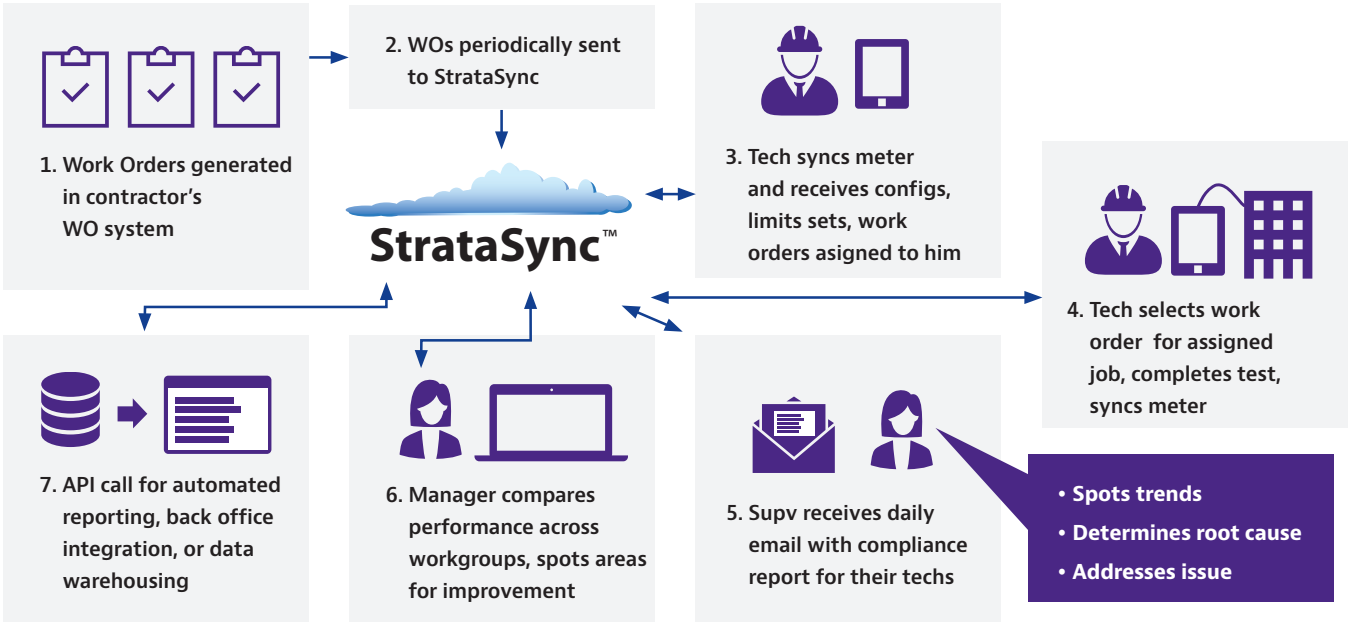 1. Work Orders generated
in contractor's
WO system
2. WOs periodically sent
to StrataSync
StrataSync™
3. Tech syncs meter
and receives configs,
limits sets, work
orders asigned to him
4. Tech selects work
order for assigned
job, completes test,
syncs meter
5. Supv receives daily
email with compliance
report for their techs
• Spots trends
• Determines root cause
• Addresses issue
6. Manager compares
performance across
workgroups, spots areas
for improvement
7. API call for automated
reporting, back office
integration, or data
warehousing